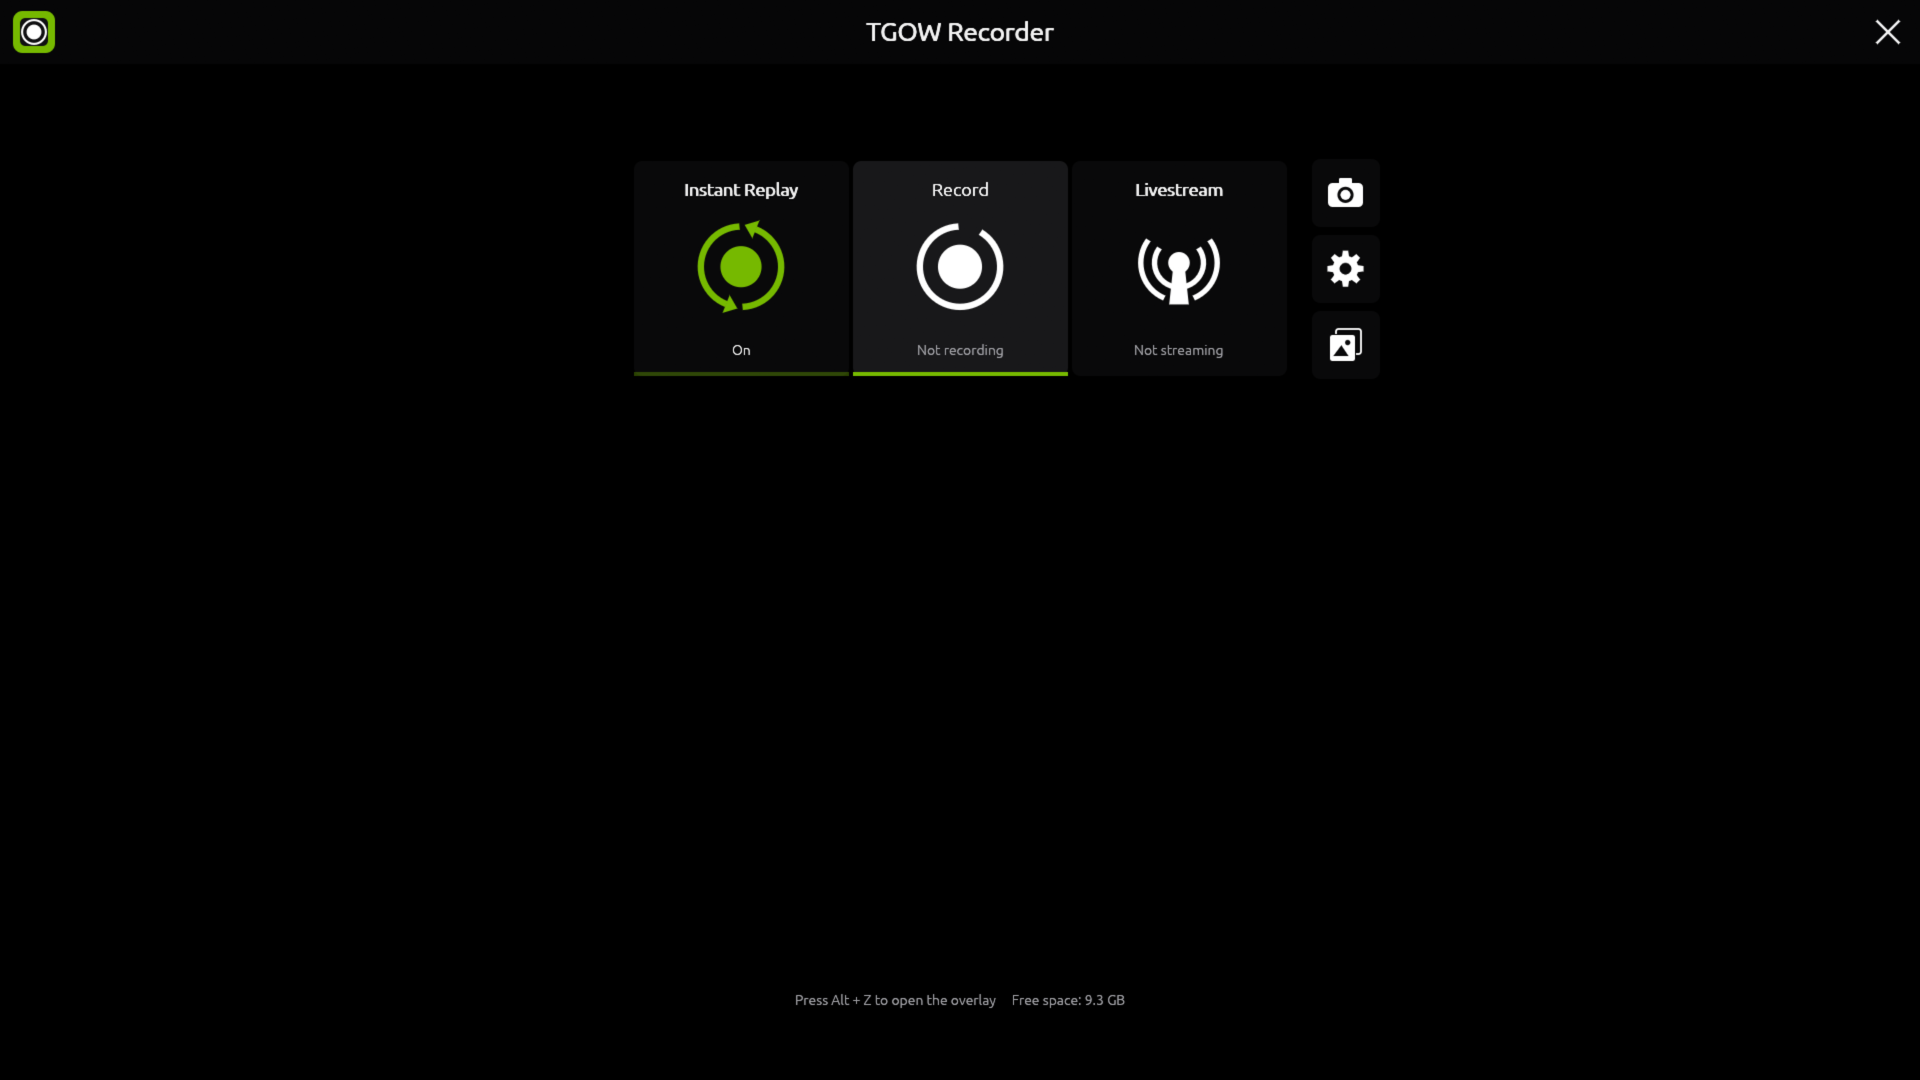 TGOW Recorder
Instant Replay
On
Record
Not recording
Livestream
Not streaming
Press Alt + Z to open the overlay Free space: 9.3 GB